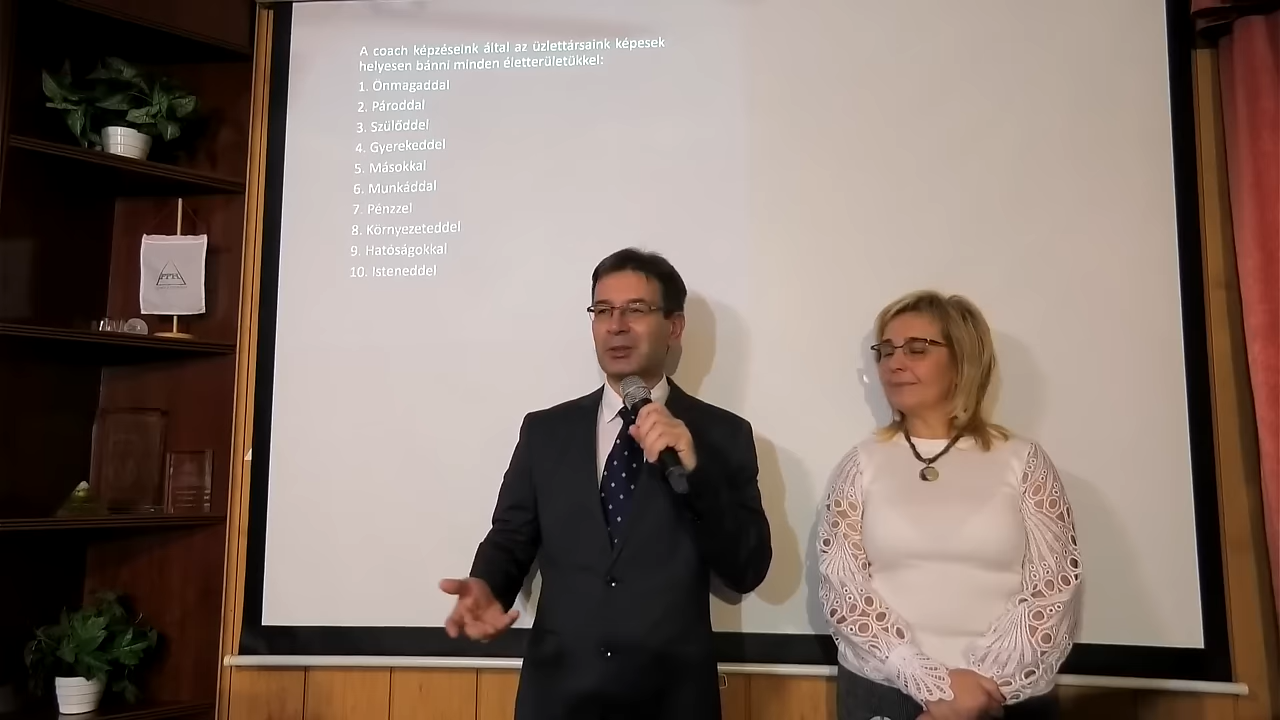 A coach képzéseink által az üzlettársaink képesek
helyesen bánni minden életterületükkel:
1. Önmagaddal
2. Pároddal
3. Szülőddel
4. Gyerekeddel
5. Másokkal
6. Munkáddal
7. Pénzzel
8. Környezeteddel
9. Hatóságokkal
10. Isteneddel